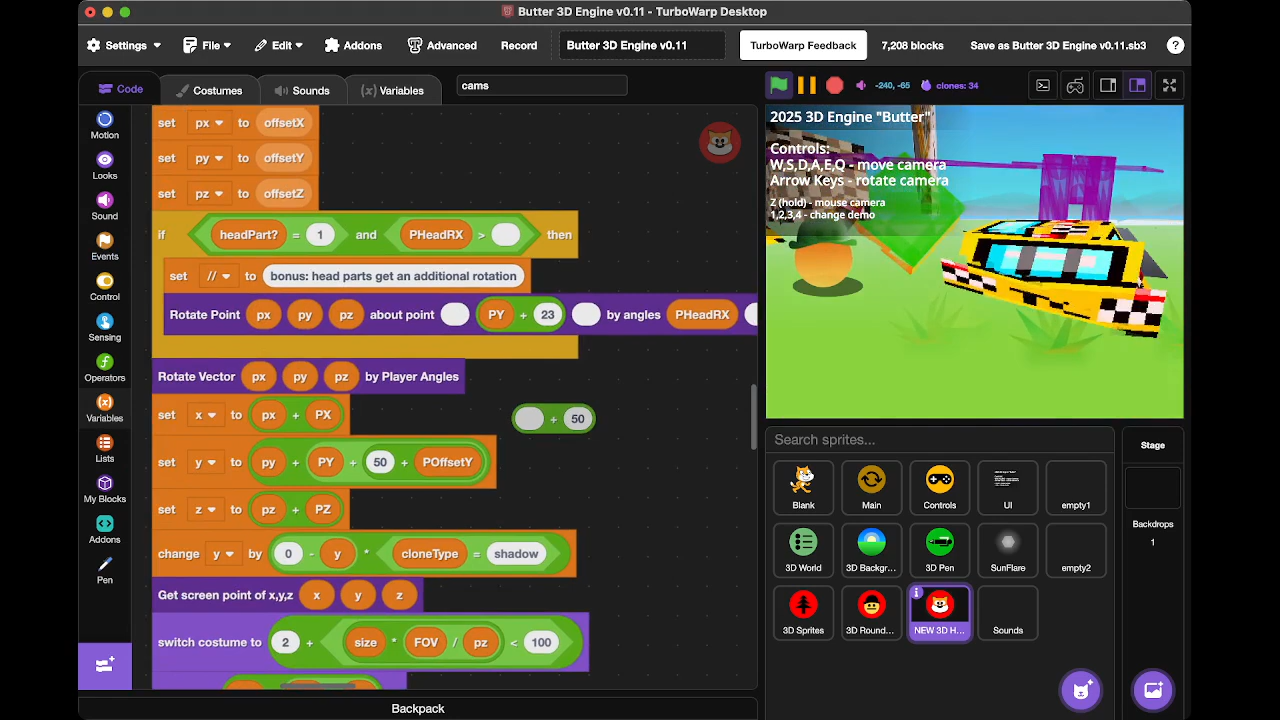 Butter 3D Engine v0.11 - TurboWarp Desktop
Settings File Edit Addons Advanced Record Butter 3D Engine v0.11 TurboWarp Feedback 7,208 blocks Save as Butter 3D Engine v0.11.sb3 ?
Code Costumes Sounds (x) Variables cams
-240, -65 clones: 34
Motion
Looks
Sound
Events
Control
Sensing
Operators
Variables
Lists
My Blocks
Addons
Pen
set px to offsetX
set py to offsetY
set pz to offsetZ
if headPart? = 1 and PHeadRX > then
set // to bonus: head parts get an additional rotation
Rotate Point px py pz about point PY + 23 by angles PHeadRX
Rotate Vector px py pz by Player Angles
set x to px + PX
+ 50
set y to py + PY + 50 + POffsetY
set z to pz + PZ
change y by 0 - y * cloneType = shadow
Get screen point of x,y,z x y z
switch costume to 2 + size * FOV / pz < 100
Backpack
2025 3D Engine "Butter"
Controls:
W,S,D,A,E,Q - move camera
Arrow Keys - rotate camera
Z (hold) - mouse camera
1,2,3,4 - change demo
Search sprites...
Blank Main Controls UI empty1
3D World 3D Backgr... 3D Pen SunFlare empty2
3D Sprites 3D Round... NEW 3D H... Sounds
Stage
Backdrops
1